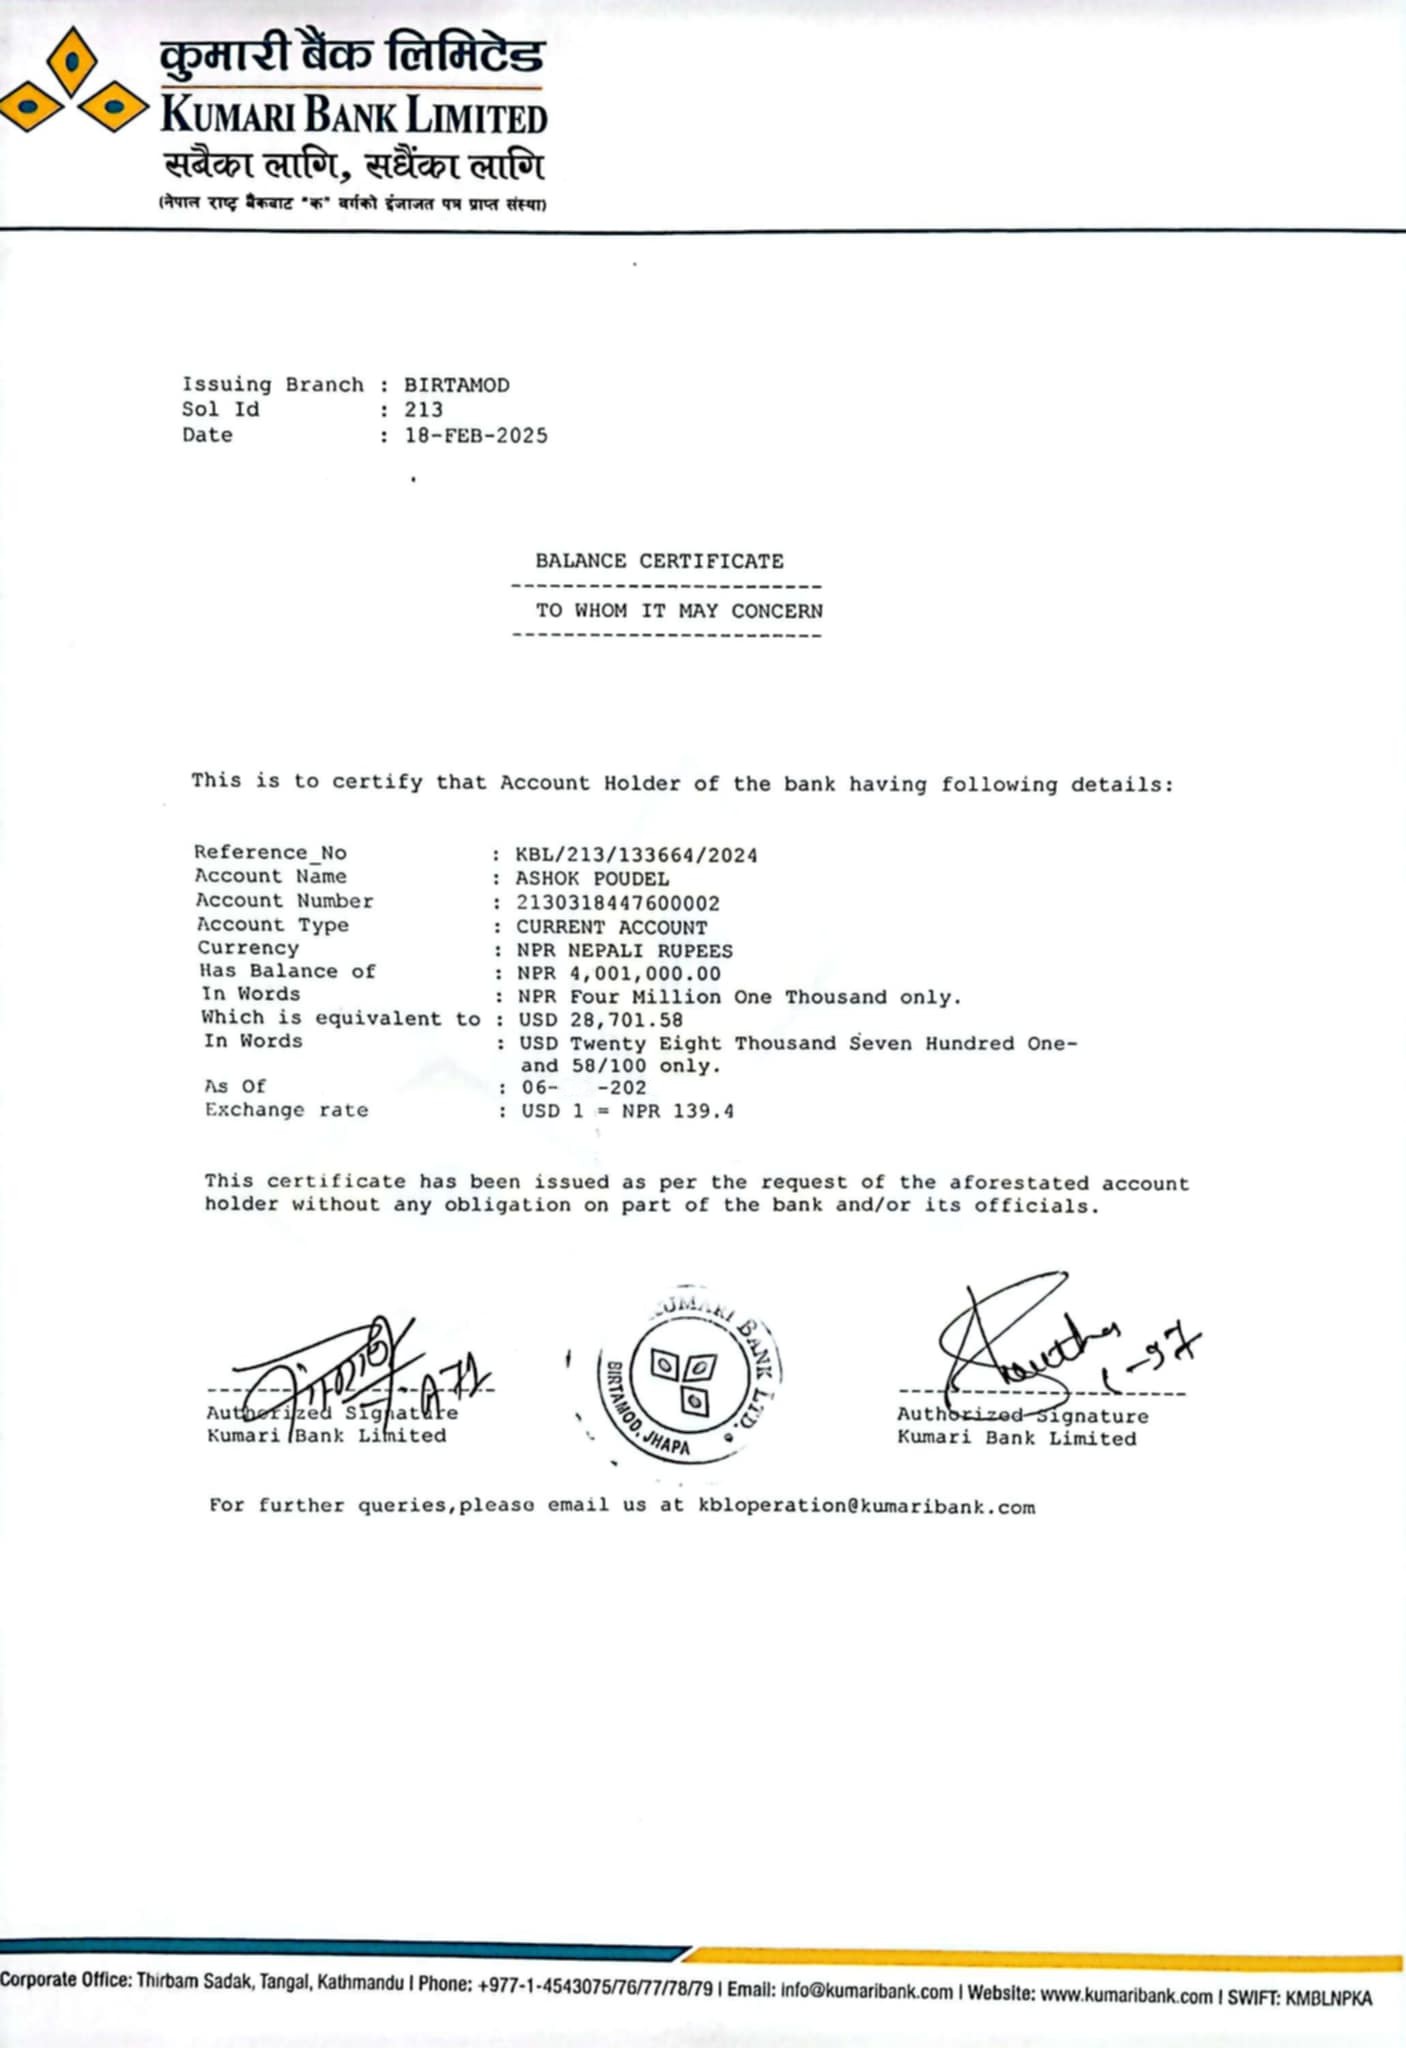 कुमारी बैंक लिमिटेड
KUMARI BANK LIMITED
सबैका लागि, सधैंका लागि
(नेपाल राष्ट्र बैंकबाट "क" वर्गको इजाजत पत्र प्राप्त संस्था)
Issuing Branch : BIRTAMOD
Sol Id : 213
Date : 18-FEB-2025
BALANCE CERTIFICATE
TO WHOM IT MAY CONCERN
This is to certify that Account Holder of the bank having following details:
Reference_No : KBL/213/133664/2024
Account Name : ASHOK POUDEL
Account Number : 2130318447600002
Account Type : CURRENT ACCOUNT
Currency : NPR NEPALI RUPEES
Has Balance of : NPR 4,001,000.00
In Words : NPR Four Million One Thousand only.
Which is equivalent to : USD 28,701.58
In Words : USD Twenty Eight Thousand Seven Hundred One-
and 58/100 only.
As Of : 06- -202
Exchange rate : USD 1 = NPR 139.4
This certificate has been issued as per the request of the aforestated account
holder without any obligation on part of the bank and/or its officials.
KUMARI BANK LTD.
BIRTAMOD, JHAPA
A72
Authorized Signature
Kumari Bank Limited
Authorized Signature
Kumari Bank Limited
For further queries,please email us at kbloperation@kumaribank.com
Corporate Office: Thirbam Sadak, Tangal, Kathmandu | Phone: +977-1-4543075/76/77/78/79 | Email: info@kumaribank.com | Website: www.kumaribank.com | SWIFT: KMBLNPKA